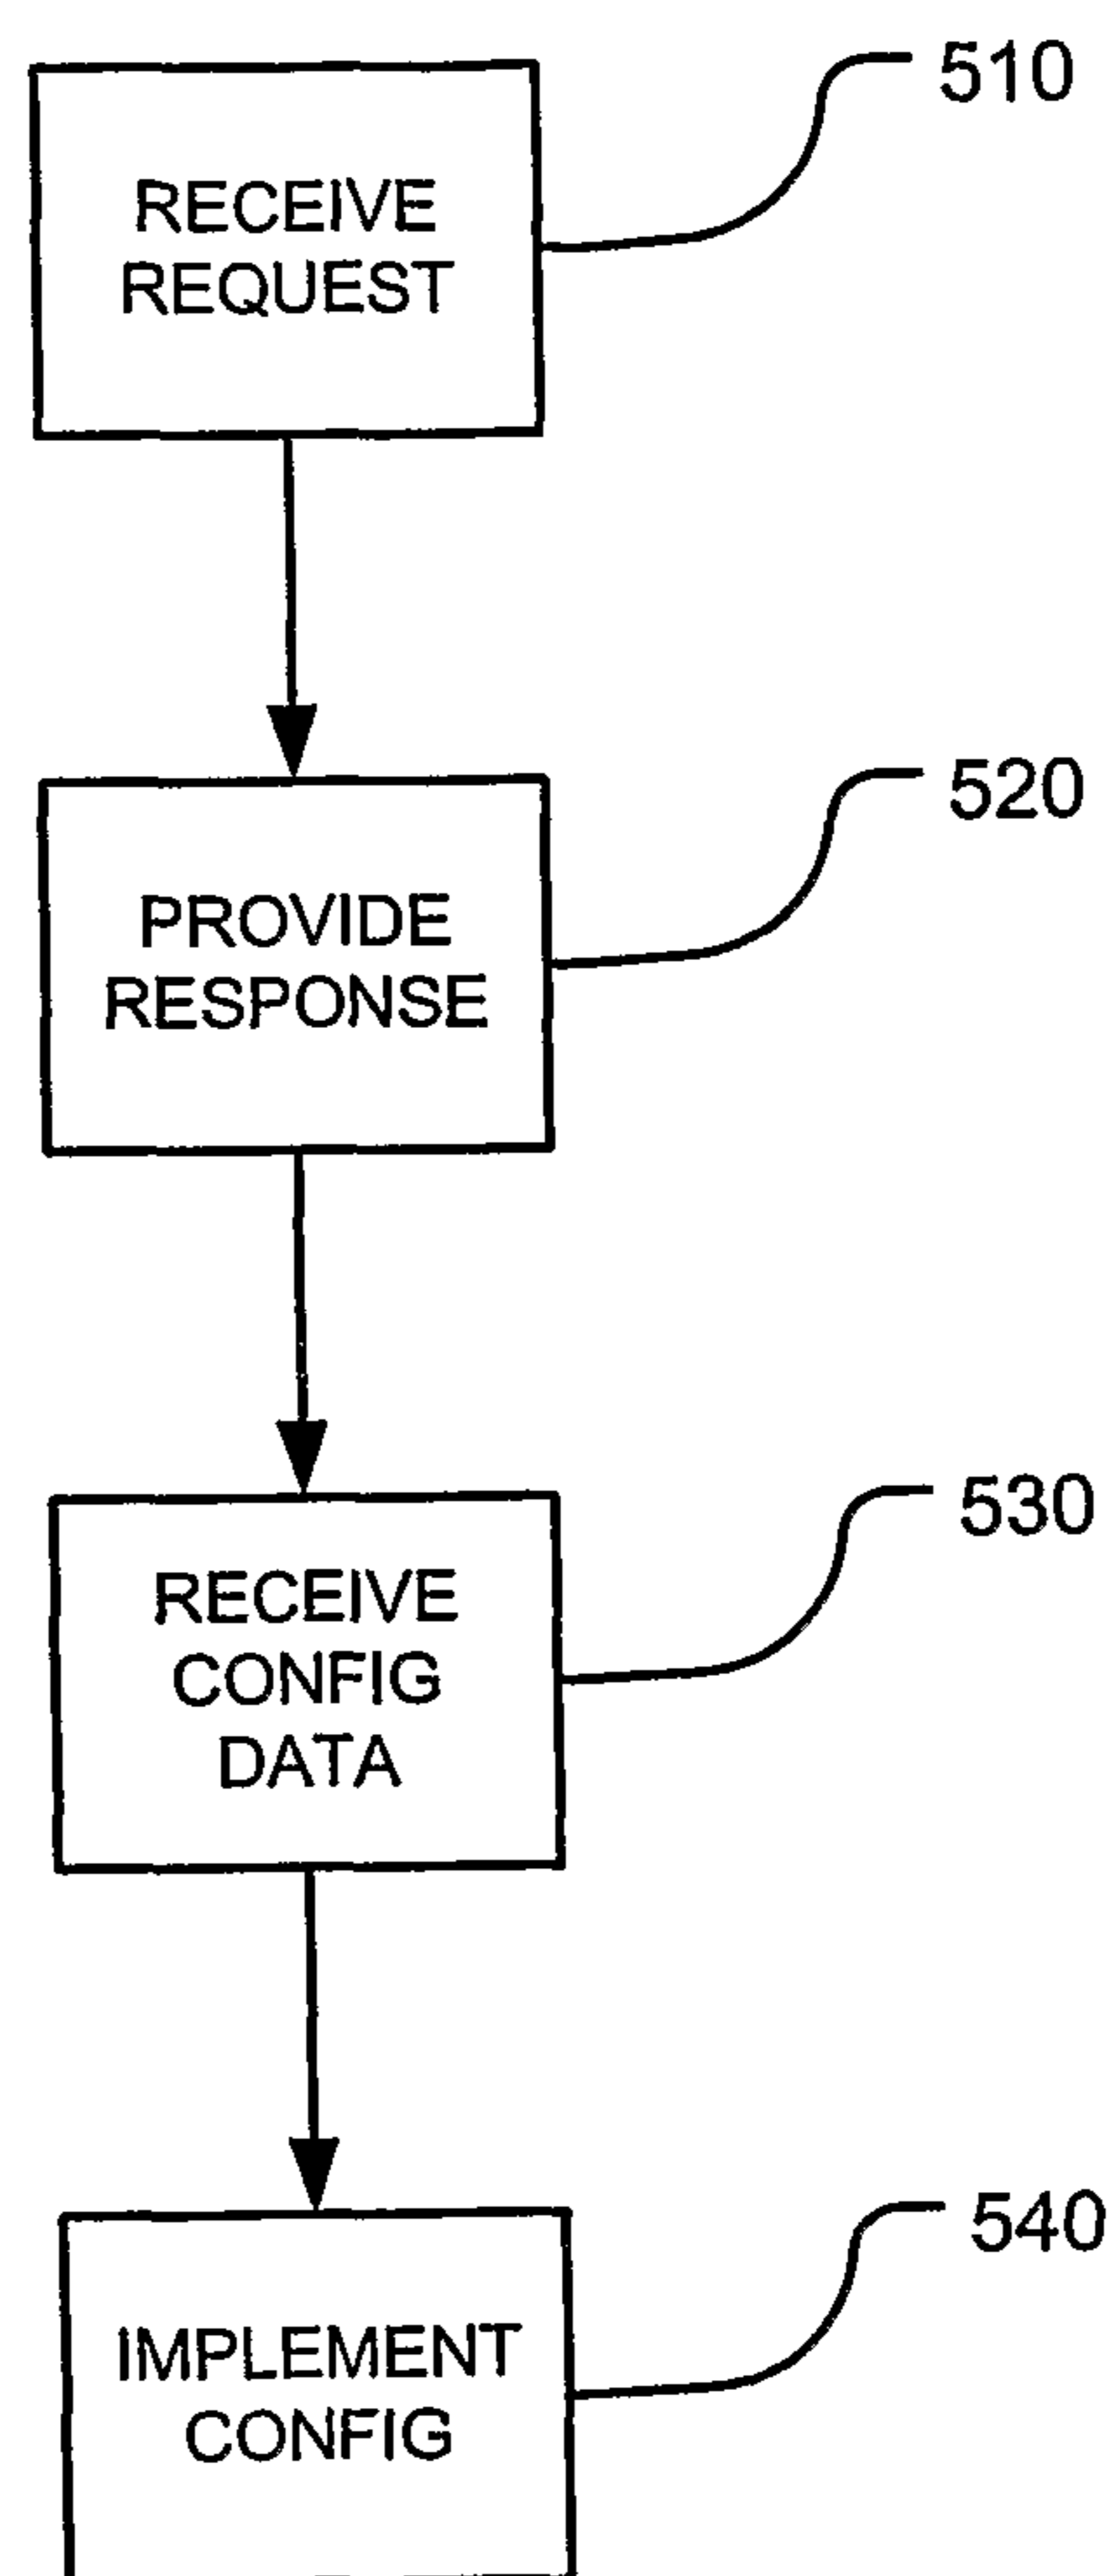 510
RECEIVE
REQUEST
520
PROVIDE
RESPONSE
530
RECEIVE
CONFIG
DATA
540
IMPLEMENT
CONFIG